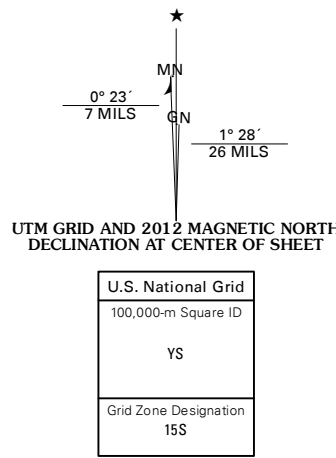 ★
MN
0° 23´
7 MILS
GN
1° 28´
26 MILS
UTM GRID AND 2012 MAGNETIC NORTH
DECLINATION AT CENTER OF SHEET
U.S. National Grid
100,000-m Square ID
YS
Grid Zone Designation
15S